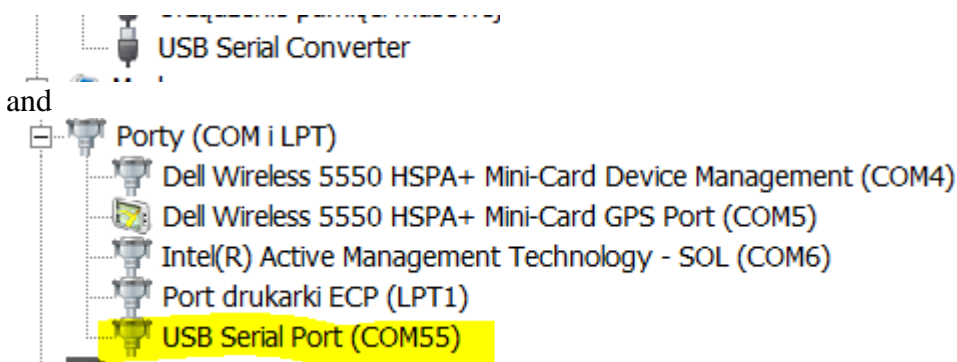 USB Serial Converter
and
Porty (COM i LPT)
Dell Wireless 5550 HSPA+ Mini-Card Device Management (COM4)
Dell Wireless 5550 HSPA+ Mini-Card GPS Port (COM5)
Intel(R) Active Management Technology - SOL (COM6)
Port drukarki ECP (LPT1)
USB Serial Port (COM55)